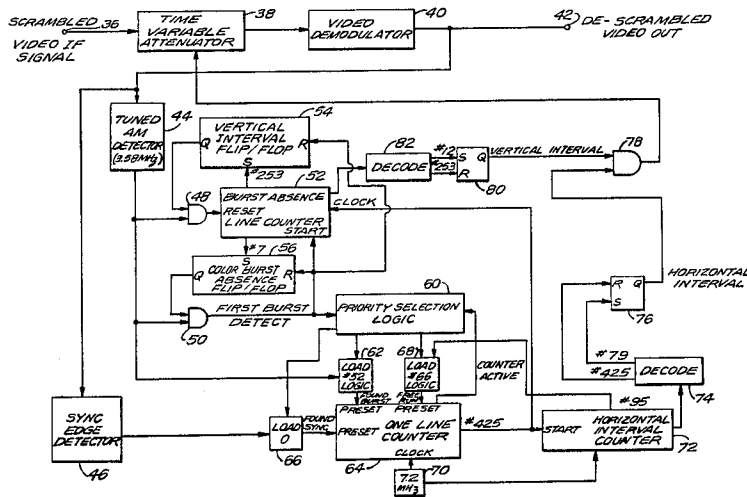 SCRAMBLED
VIDEO IF
SIGNAL
36
TIME
VARIABLE
ATTENUATOR
38
VIDEO
DEMODULATOR
40
42
DE-SCRAMBLED
VIDEO OUT
TUNED
AM
DETECTOR
(3.58MHz)
44
54
VERTICAL
INTERVAL
FLIP/FLOP
Q
R
S
#253
52
82
DECODE
#12
#253
S
Q
R
80
VERTICAL INTERVAL
78
48
BURST ABSENCE
RESET
LINE COUNTER
START
CLOCK
#7
56
S
Q
R
COLOR BURST
ABSENCE
FLIP/FLOP
50
FIRST BURST
DETECT
60
PRIORITY SELECTION
LOGIC
R
Q
S
76
HORIZONTAL
INTERVAL
62
LOAD
#52
LOGIC
68
LOAD
#66
LOGIC
COUNTER
ACTIVE
#79
#425
DECODE
74
FOUND
BURST
FREE
RUN
SYNC
EDGE
DETECTOR
46
LOAD
0
66
FOUND
SYNC
PRESET
PRESET
PRESET
ONE LINE
COUNTER
CLOCK
64
#425
#95
START
HORIZONTAL
INTERVAL
COUNTER
72
7.2
MHz
70